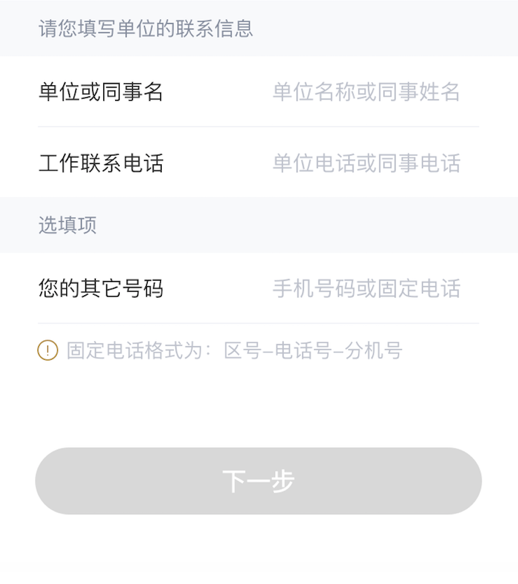 请您填写单位的联系信息
单位或同事名 单位名称或同事姓名
工作联系电话 单位电话或同事电话
选填项
您的其它号码 手机号码或固定电话
固定电话格式为：区号–电话号–分机号
下一步